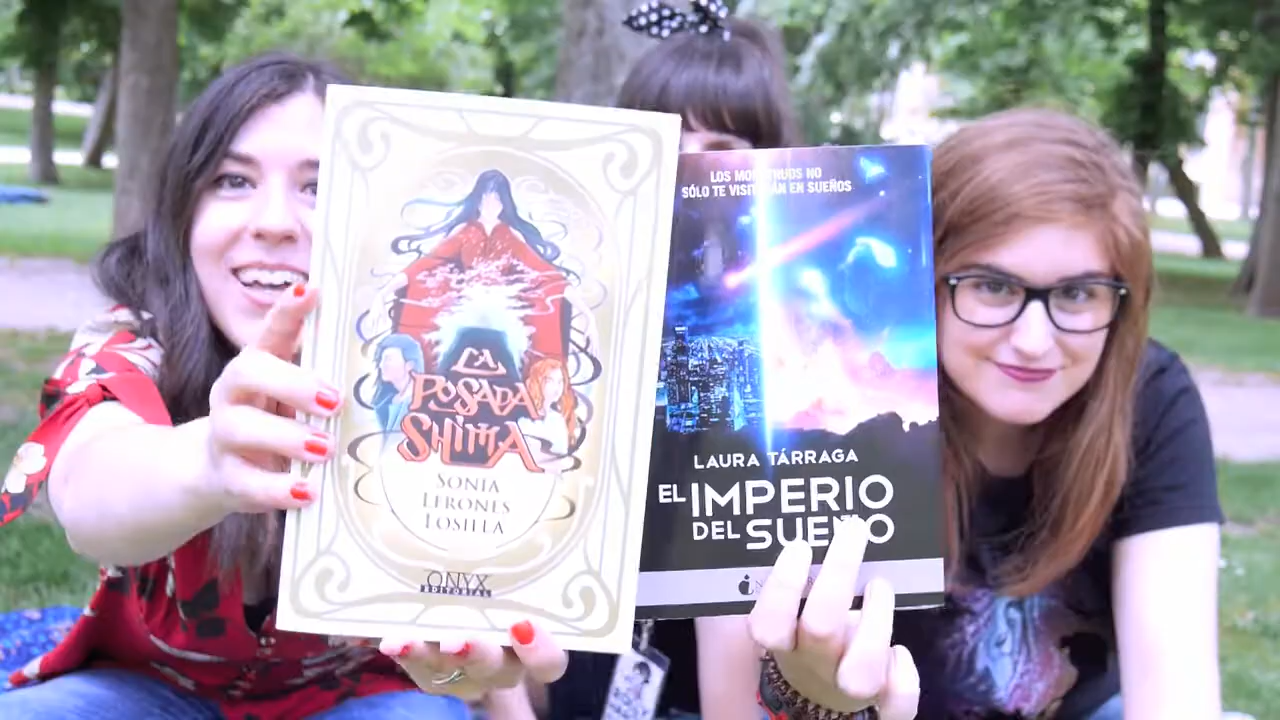 LA
POSADA
SHIMA
SONIA
LERONES
LOSILLA
ONYX
EDITORIAL
LOS MONSTRUOS NO
SÓLO TE VISITARÁN EN SUEÑOS
LAURA TÁRRAGA
EL IMPERIO
DEL SUEÑO